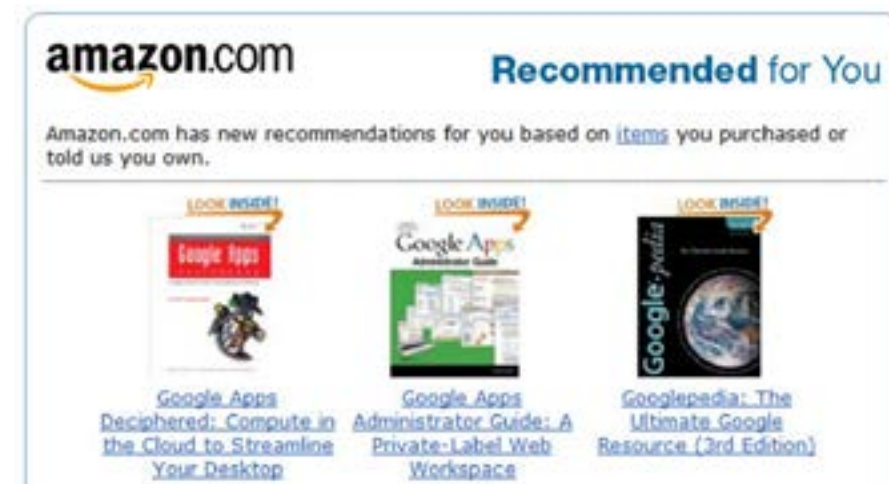 amazon.com
Recommended for You
Amazon.com has new recommendations for you based on items you purchased or
told us you own.
LOOK INSIDE! LOOK INSIDE! LOOK INSIDE!
Google Apps
Google Apps
Administrator Guide
Google-pedia
Google Apps
Deciphered: Compute in
the Cloud to Streamline
Your Desktop
Google Apps
Administrator Guide: A
Private-Label Web
Workspace
Googlepedia: The
Ultimate Google
Resource (3rd Edition)